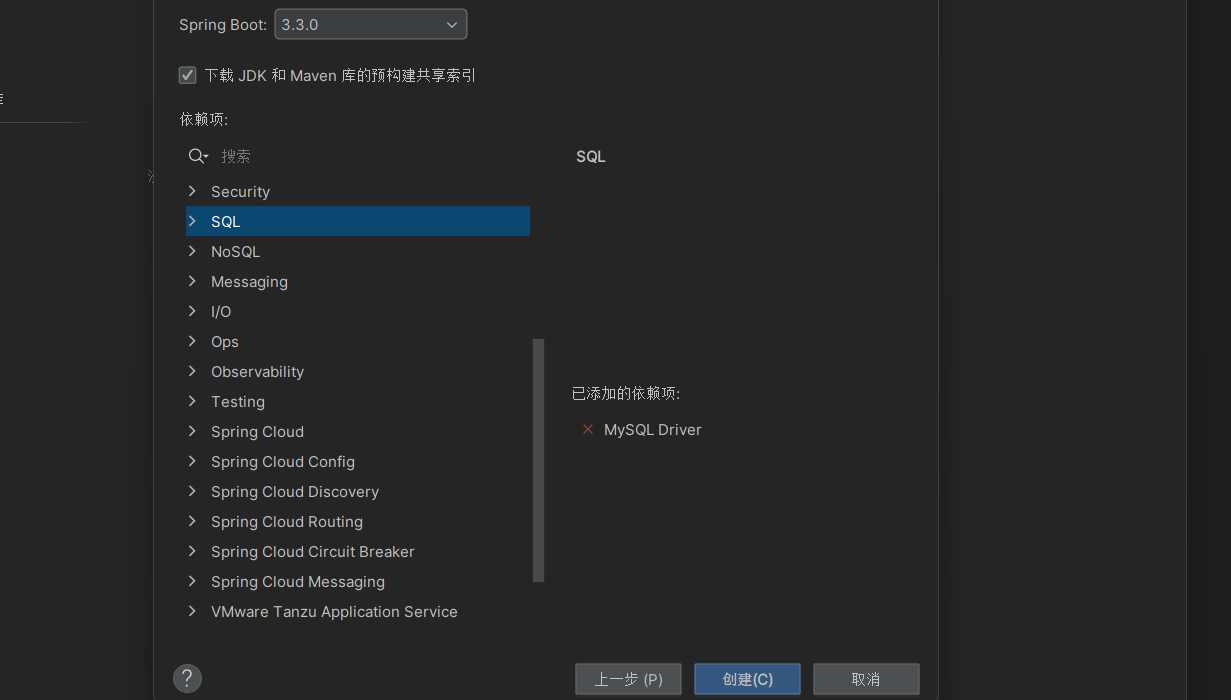 Spring Boot: 3.3.0
下载 JDK 和 Maven 库的预构建共享索引
依赖项:
搜索
SQL
Security
SQL
NoSQL
Messaging
I/O
Ops
Observability
Testing
Spring Cloud
Spring Cloud Config
Spring Cloud Discovery
Spring Cloud Routing
Spring Cloud Circuit Breaker
Spring Cloud Messaging
VMware Tanzu Application Service
已添加的依赖项:
MySQL Driver
? 上一步 (P) 创建(C) 取消